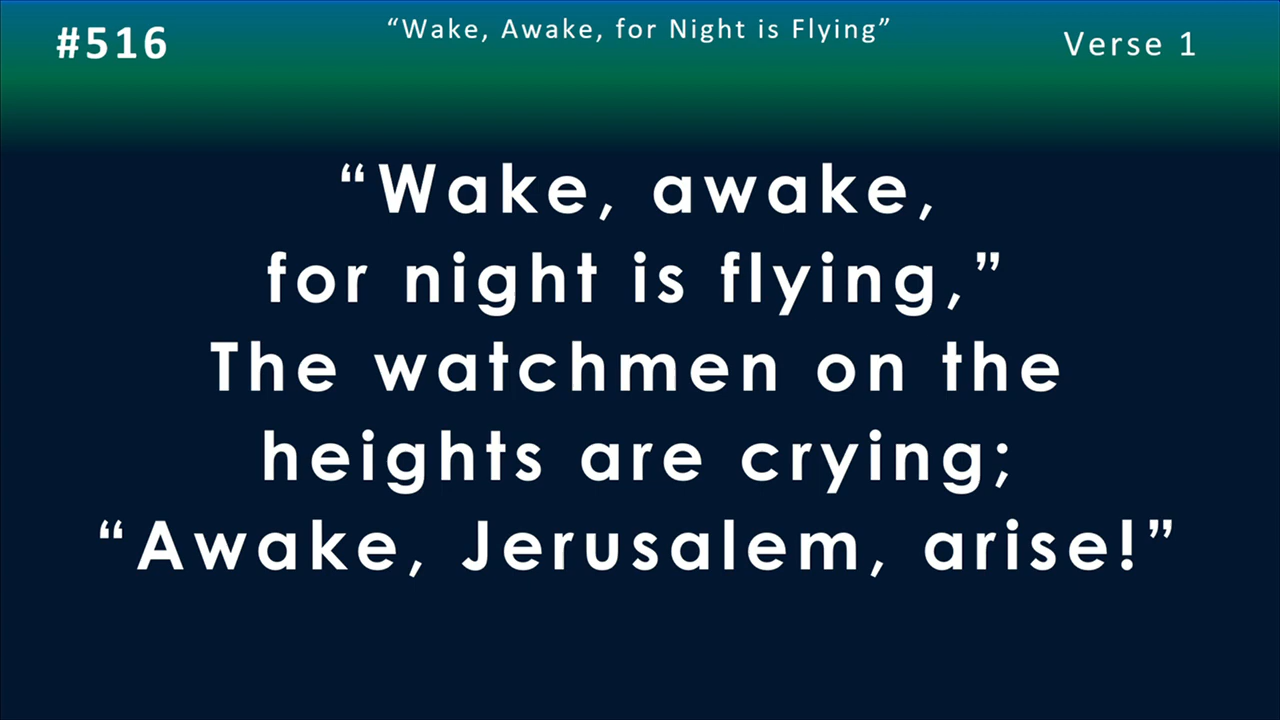 #516
“Wake, Awake, for Night is Flying”
Verse 1
“Wake, awake,
for night is flying,”
The watchmen on the
heights are crying;
“Awake, Jerusalem, arise!”